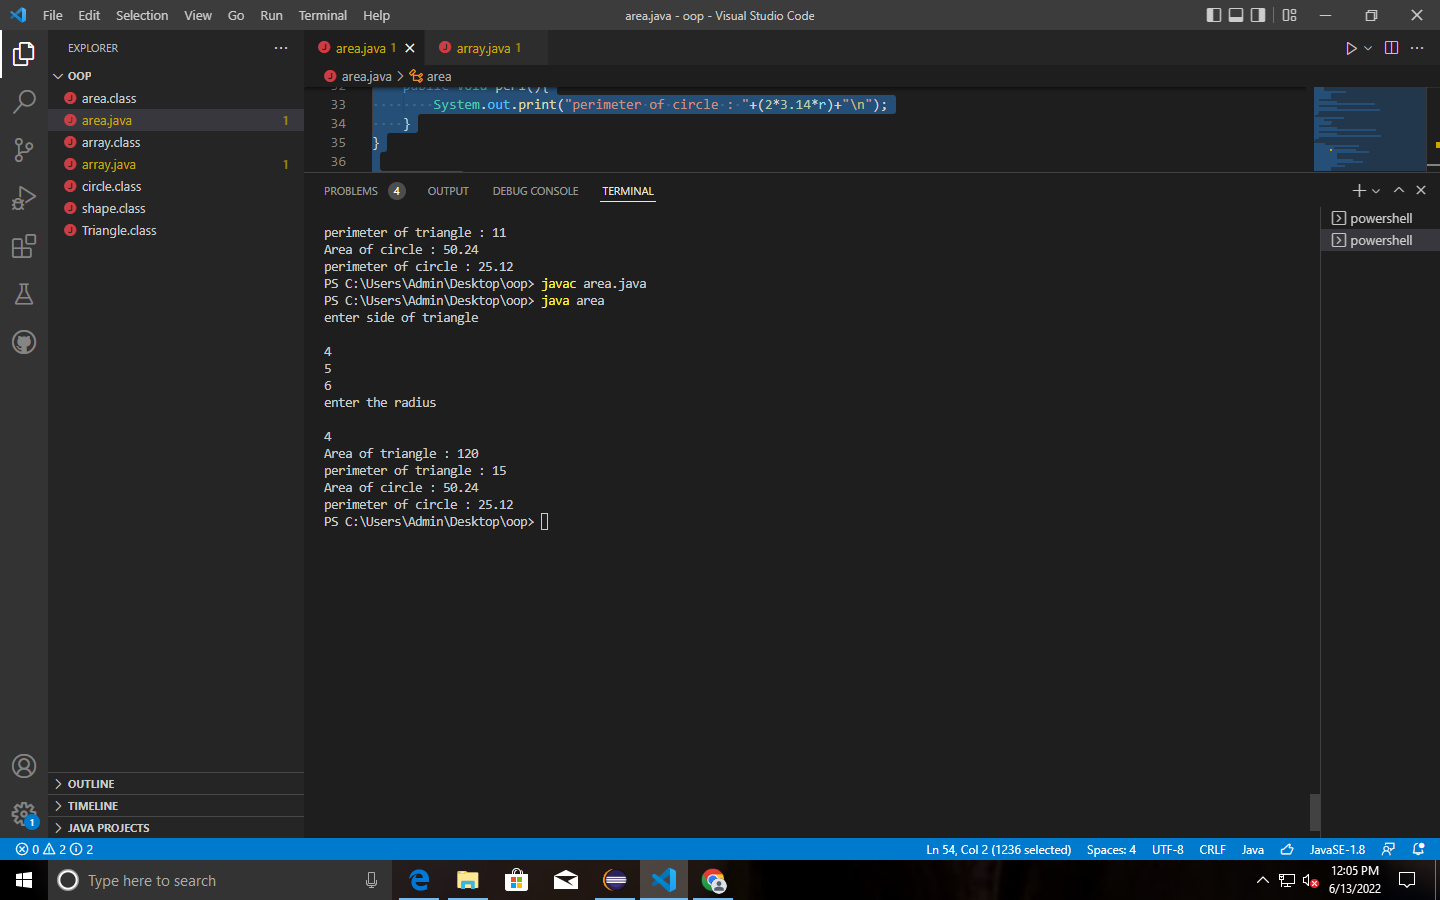 File Edit Selection View Go Run Terminal Help
area.java - oop - Visual Studio Code
EXPLORER
OOP
area.class
area.java 1
array.class
array.java 1
circle.class
shape.class
Triangle.class
OUTLINE
TIMELINE
JAVA PROJECTS
1
area.java 1
array.java 1
area.java > area
32 public void peri(){
33 System.out.print("perimeter of circle : "+(2*3.14*r)+"\n");
34 }
35 }
36
PROBLEMS 4 OUTPUT DEBUG CONSOLE TERMINAL
perimeter of triangle : 11
Area of circle : 50.24
perimeter of circle : 25.12
PS C:\Users\Admin\Desktop\oop> javac area.java
PS C:\Users\Admin\Desktop\oop> java area
enter side of triangle
4
5
6
enter the radius
4
Area of triangle : 120
perimeter of triangle : 15
Area of circle : 50.24
perimeter of circle : 25.12
PS C:\Users\Admin\Desktop\oop>
powershell
powershell
0 2 2
Ln 54, Col 2 (1236 selected) Spaces: 4 UTF-8 CRLF Java JavaSE-1.8
Type here to search
12:05 PM
6/13/2022